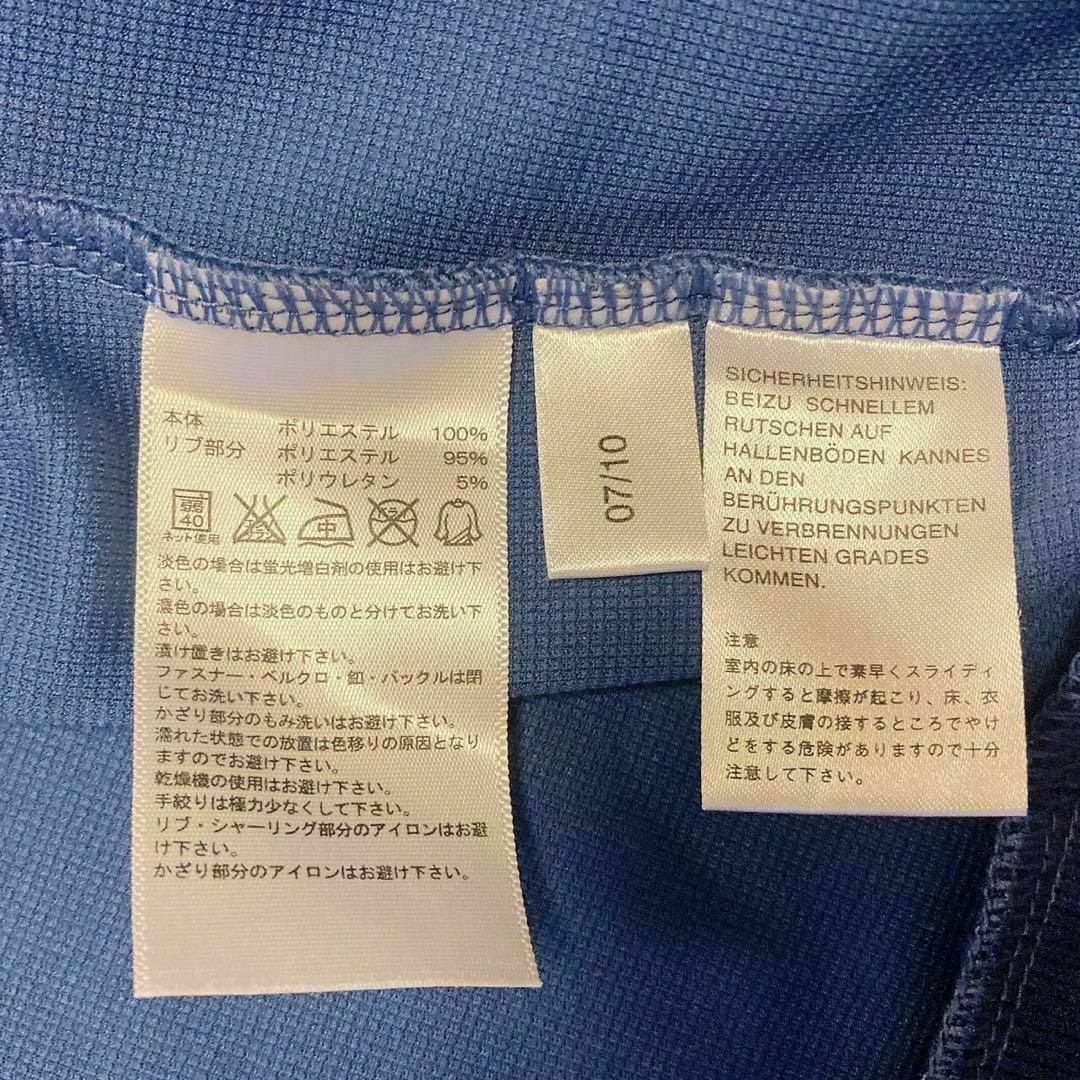 本体 ポリエステル 100%
リブ部分 ポリエステル 95%
ポリウレタン 5%
弱
40
エンソ
中
ドライ
ネット使用
淡色の場合は蛍光増白剤の使用はお避け下
さい。
濃色の場合は淡色のものと分けてお洗い下
さい。
漬け置きはお避け下さい。
ファスナー・ベルクロ・釦・バックルは閉
じてお洗い下さい。
かざり部分のもみ洗いはお避け下さい。
濡れた状態での放置は色移りの原因となり
ますのでお避け下さい。
乾燥機の使用はお避け下さい。
手絞りは極力少なくして下さい。
リブ・シャーリング部分のアイロンはお避
け下さい。
かざり部分のアイロンはお避け下さい。
07/10
SICHERHEITSHINWEIS:
BEIZU SCHNELLEM
RUTSCHEN AUF
HALLENBÖDEN KANNES
AN DEN
BERÜHRUNGSPUNKTEN
ZU VERBRENNUNGEN
LEICHTEN GRADES
KOMMEN.
注意
室内の床の上で素早くスライディ
ングすると摩擦が起こり、床、衣
服及び皮膚の接するところでやけ
どをする危険がありますので十分
注意して下さい。